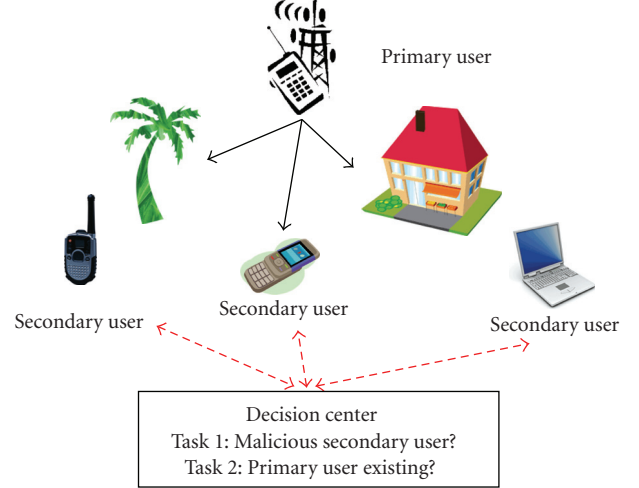 Primary user
Secondary user
Secondary user
Secondary user
Decision center
Task 1: Malicious secondary user?
Task 2: Primary user existing?